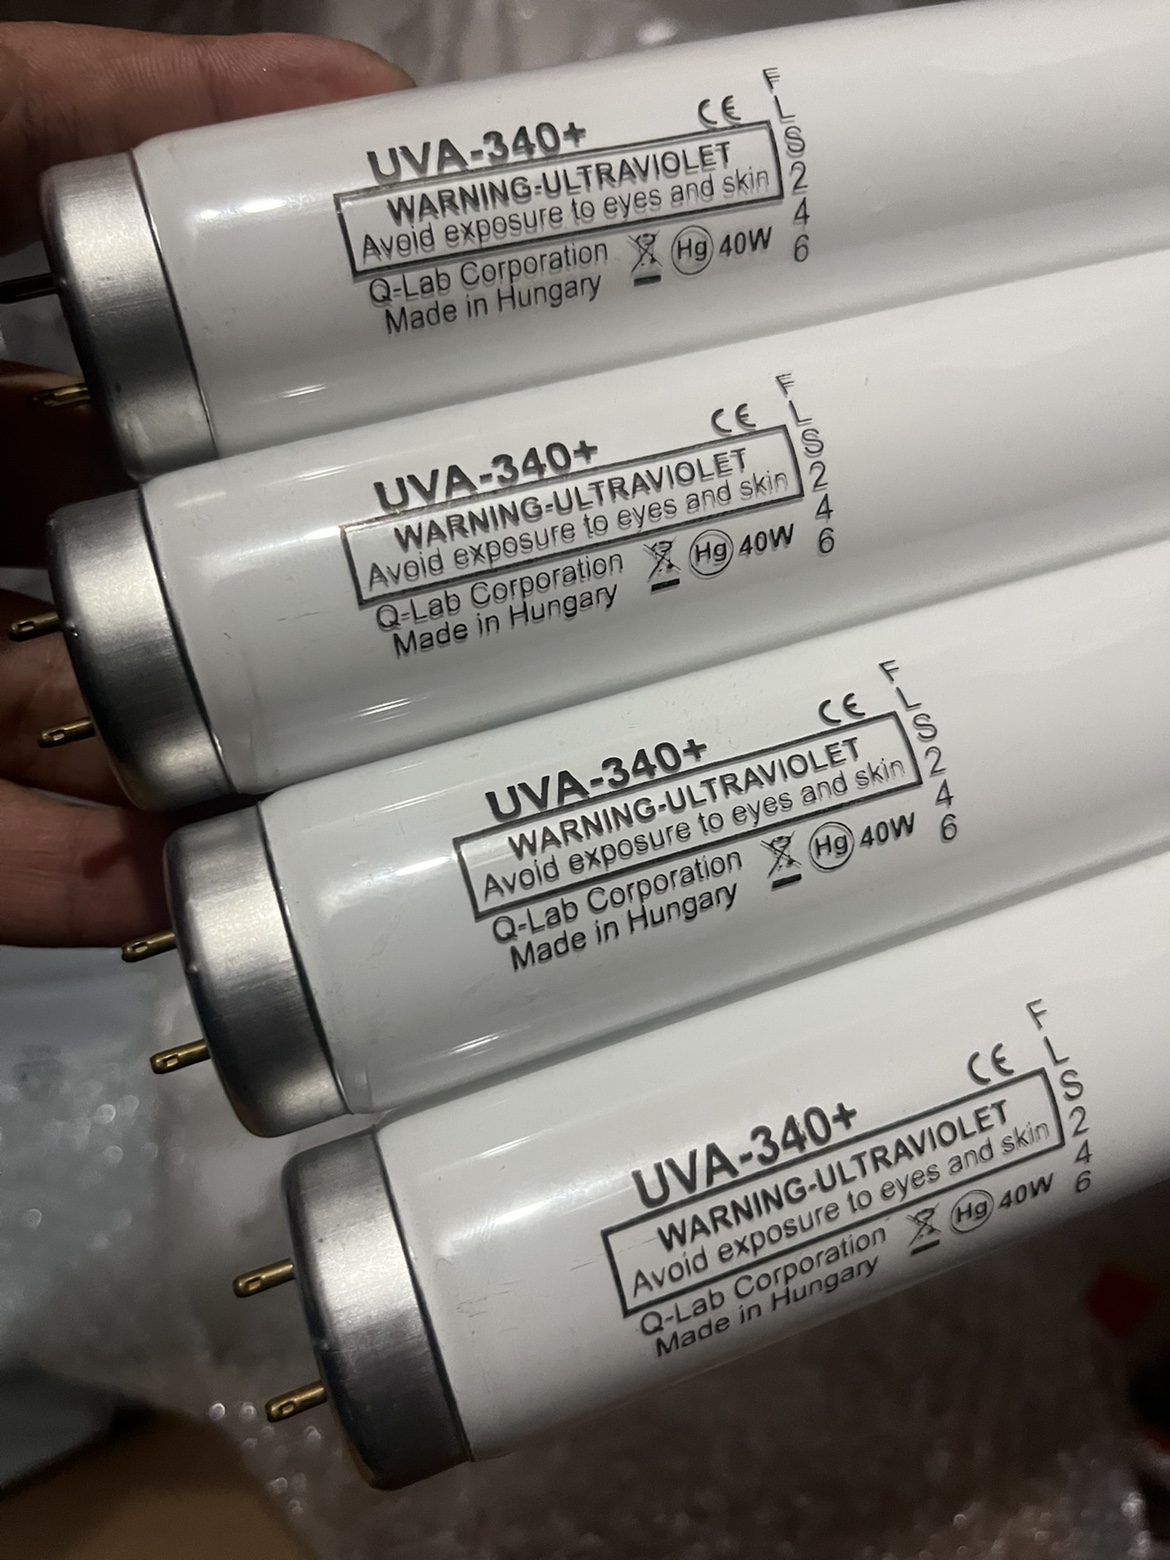 UVA-340+ CE
WARNING-ULTRAVIOLET
Avoid exposure to eyes and skin
Q-Lab Corporation Hg 40W
Made in Hungary
FLS246
UVA-340+ CE
WARNING-ULTRAVIOLET
Avoid exposure to eyes and skin
Q-Lab Corporation Hg 40W
Made in Hungary
FLS246
UVA-340+ CE
WARNING-ULTRAVIOLET
Avoid exposure to eyes and skin
Q-Lab Corporation Hg 40W
Made in Hungary
FLS246
UVA-340+ CE
WARNING-ULTRAVIOLET
Avoid exposure to eyes and skin
Q-Lab Corporation Hg 40W
Made in Hungary
FLS246